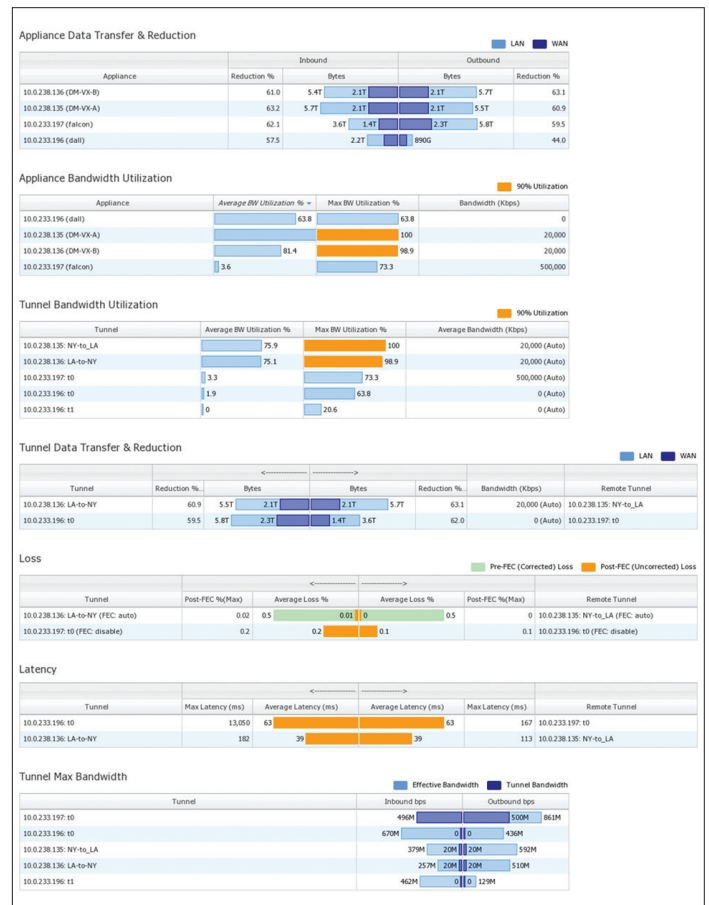 Appliance Data Transfer & Reduction
LAN WAN
Inbound Outbound
Appliance Reduction % Bytes Bytes Reduction %
10.0.238.136 (DM-VX-B) 61.0 5.4T 2.1T 2.1T 5.7T 63.1
10.0.238.135 (DM-VX-A) 63.2 5.7T 2.1T 2.1T 5.5T 60.9
10.0.233.197 (falcon) 62.1 3.6T 1.4T 2.3T 5.8T 59.5
10.0.233.196 (dall) 57.5 2.2T 890G 44.0
Appliance Bandwidth Utilization
90% Utilization
Appliance Average BW Utilization % Max BW Utilization % Bandwidth (Kbps)
10.0.233.196 (dall) 63.8 63.8 0
10.0.238.135 (DM-VX-A) 100 20,000
10.0.238.136 (DM-VX-B) 81.4 98.9 20,000
10.0.233.197 (falcon) 3.6 73.3 500,000
Tunnel Bandwidth Utilization
90% Utilization
Tunnel Average BW Utilization % Max BW Utilization % Average Bandwidth (Kbps)
10.0.238.135: NY-to_LA 75.9 100 20,000 (Auto)
10.0.238.136: LA-to-NY 75.1 98.9 20,000 (Auto)
10.0.233.197: t0 3.3 73.3 500,000 (Auto)
10.0.233.196: t0 1.9 63.8 0 (Auto)
10.0.233.196: t1 0 20.6 0 (Auto)
Tunnel Data Transfer & Reduction
LAN WAN
<---------------- ---------------->
Tunnel Reduction %.. Bytes Bytes Reduction %.. Bandwidth (Kbps) Remote Tunnel
10.0.238.136: LA-to-NY 60.9 5.5T 2.1T 2.1T 5.7T 63.1 20,000 (Auto) 10.0.238.135: NY-to_LA
10.0.233.196: t0 59.5 5.8T 2.3T 1.4T 3.6T 62.0 0 (Auto) 10.0.233.197: t0
Loss
Pre-FEC (Corrected) Loss Post-FEC (Uncorrected) Loss
<---------------- ---------------->
Tunnel Post-FEC %(Max) Average Loss % Average Loss % Post-FEC %(Max) Remote Tunnel
10.0.238.136: LA-to-NY (FEC: auto) 0.02 0.5 0.01 0 0.5 0 10.0.238.135: NY-to_LA (FEC: auto)
10.0.233.197: t0 (FEC: disable) 0.2 0.2 0.1 0.1 10.0.233.196: t0 (FEC: disable)
Latency
<---------------- ---------------->
Tunnel Max Latency (ms) Average Latency (ms) Average Latency (ms) Max Latency (ms) Remote Tunnel
10.0.233.196: t0 13,050 63 63 167 10.0.233.197: t0
10.0.238.136: LA-to-NY 182 39 39 113 10.0.238.135: NY-to_LA
Tunnel Max Bandwidth
Effective Bandwidth Tunnel Bandwidth
Tunnel Inbound bps Outbound bps
10.0.233.197: t0 496M 500M 861M
10.0.233.196: t0 670M 0 0 436M
10.0.238.135: NY-to_LA 379M 20M 20M 592M
10.0.238.136: LA-to-NY 257M 20M 20M 510M
10.0.233.196: t1 462M 0 0 129M